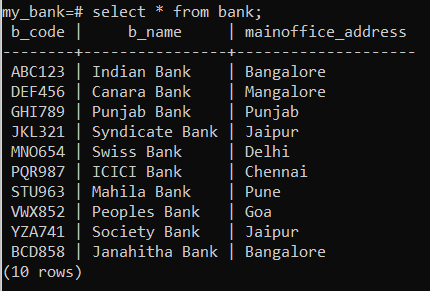 my_bank=# select * from bank;
 b_code |     b_name     | mainoffice_address
--------+----------------+--------------------
 ABC123 | Indian Bank    | Bangalore
 DEF456 | Canara Bank    | Mangalore
 GHI789 | Punjab Bank    | Punjab
 JKL321 | Syndicate Bank | Jaipur
 MNO654 | Swiss Bank     | Delhi
 PQR987 | ICICI Bank     | Chennai
 STU963 | Mahila Bank    | Pune
 VWX852 | Peoples Bank   | Goa
 YZA741 | Society Bank   | Jaipur
 BCD858 | Janahitha Bank | Bangalore
(10 rows)